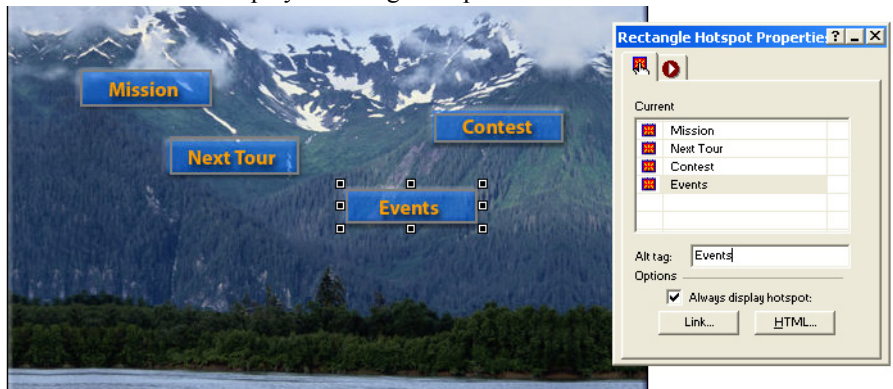 Mission
Next Tour
Contest
Events
Rectangle Hotspot Propertie
Current
Mission
Next Tour
Contest
Events
Alt tag: Events
Options
Always display hotspot:
Link... HTML...